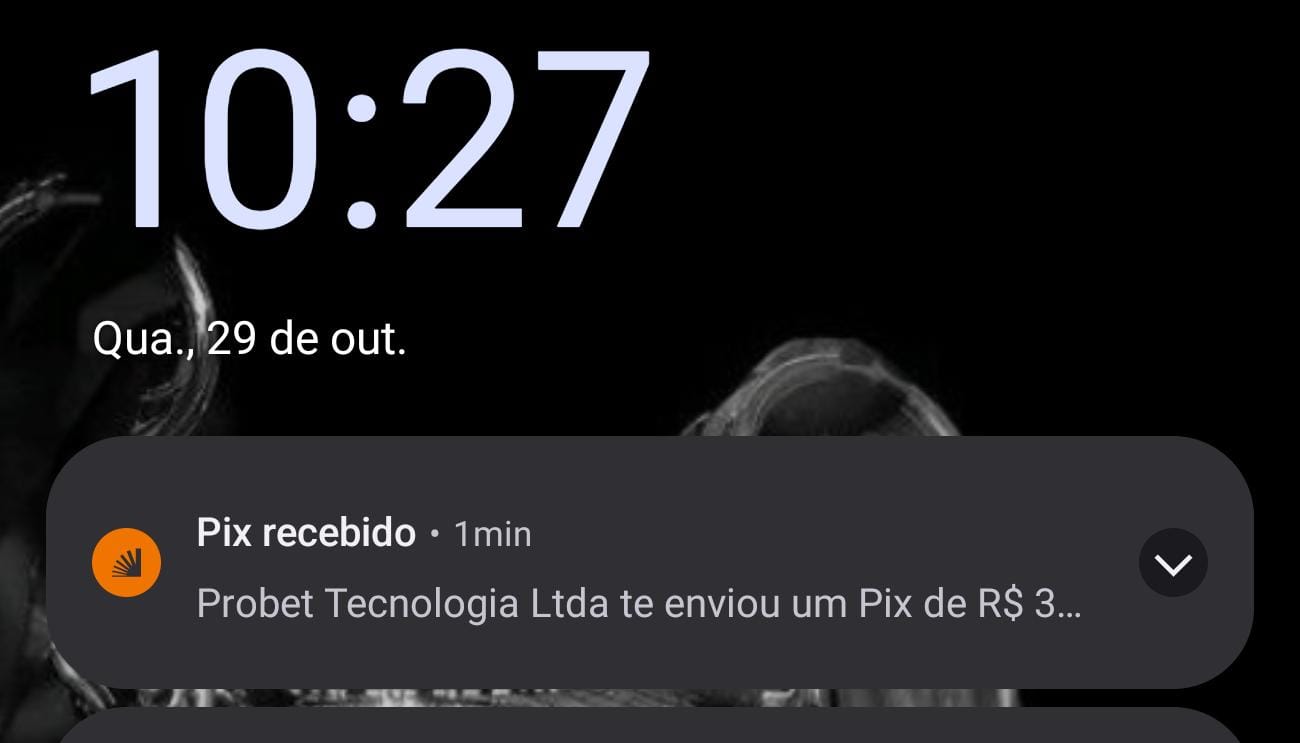 10:27
Qua., 29 de out.
Pix recebido • 1min
Probet Tecnologia Ltda te enviou um Pix de R$ 3...